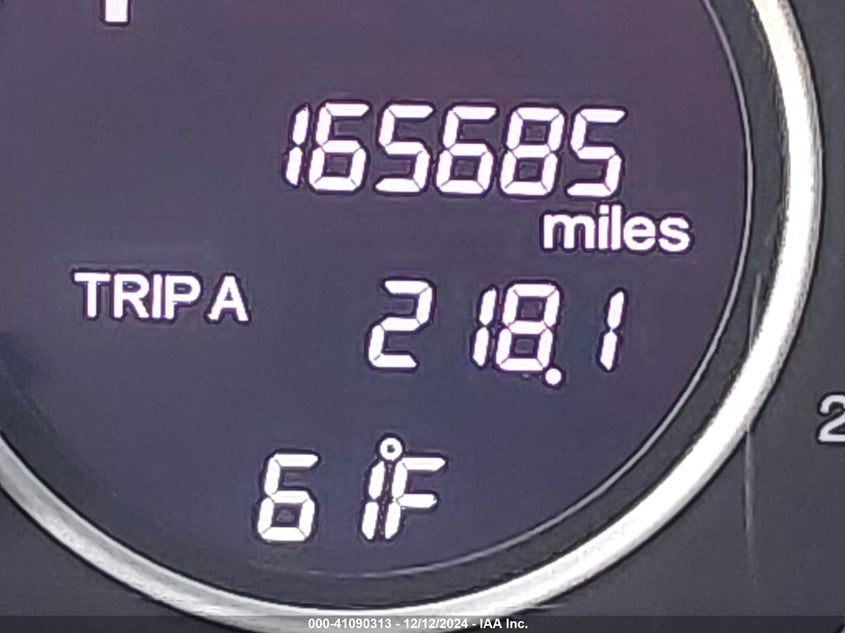 165685
miles
TRIP A 218.1
61°F
2
000-41090313 - 12/12/2024 - IAA Inc.